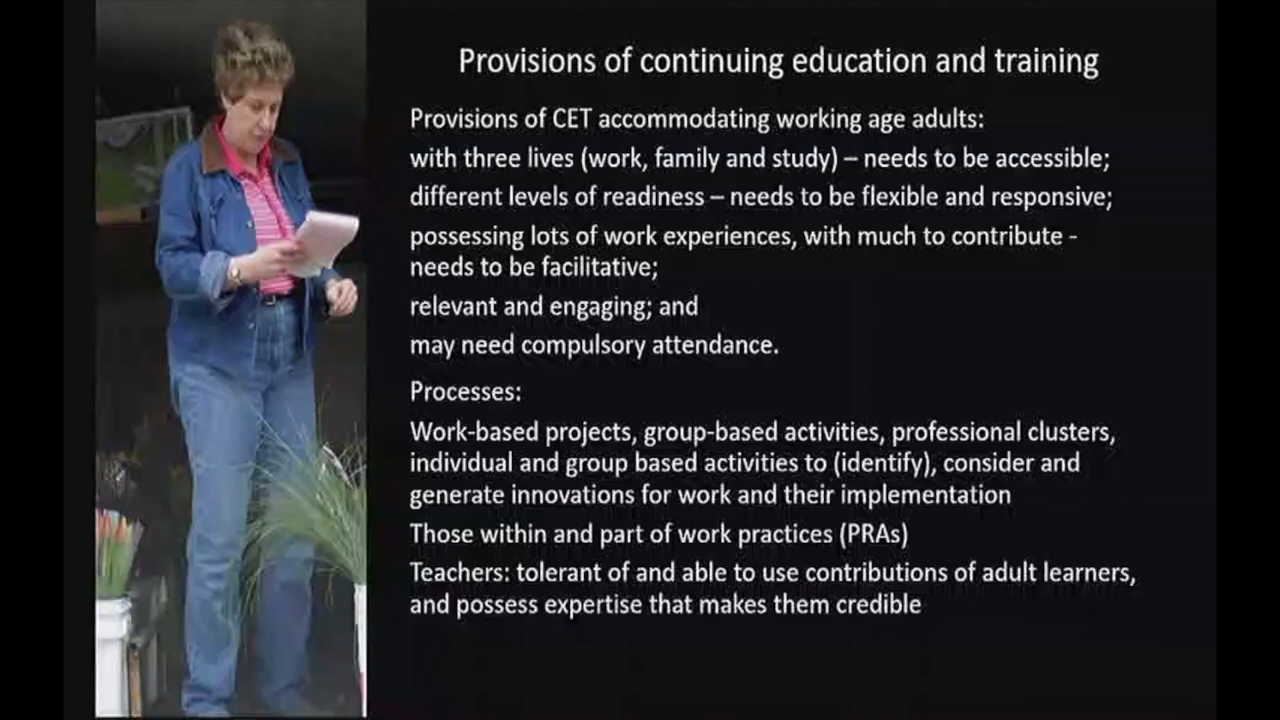 Provisions of continuing education and training
Provisions of CET accommodating working age adults:
with three lives (work, family and study) – needs to be accessible;
different levels of readiness – needs to be flexible and responsive;
possessing lots of work experiences, with much to contribute -
needs to be facilitative;
relevant and engaging; and
may need compulsory attendance.
Processes:
Work-based projects, group-based activities, professional clusters,
individual and group based activities to (identify), consider and
generate innovations for work and their implementation
Those within and part of work practices (PRAs)
Teachers: tolerant of and able to use contributions of adult learners,
and possess expertise that makes them credible